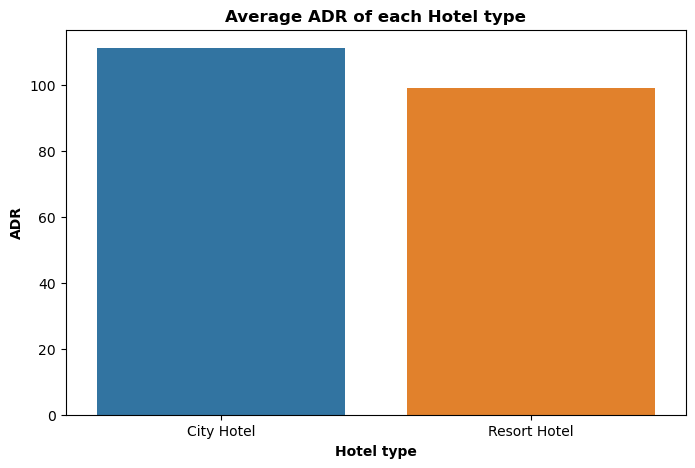 Average ADR of each Hotel type
ADR
100
80
60
40
20
0
City Hotel
Resort Hotel
Hotel type